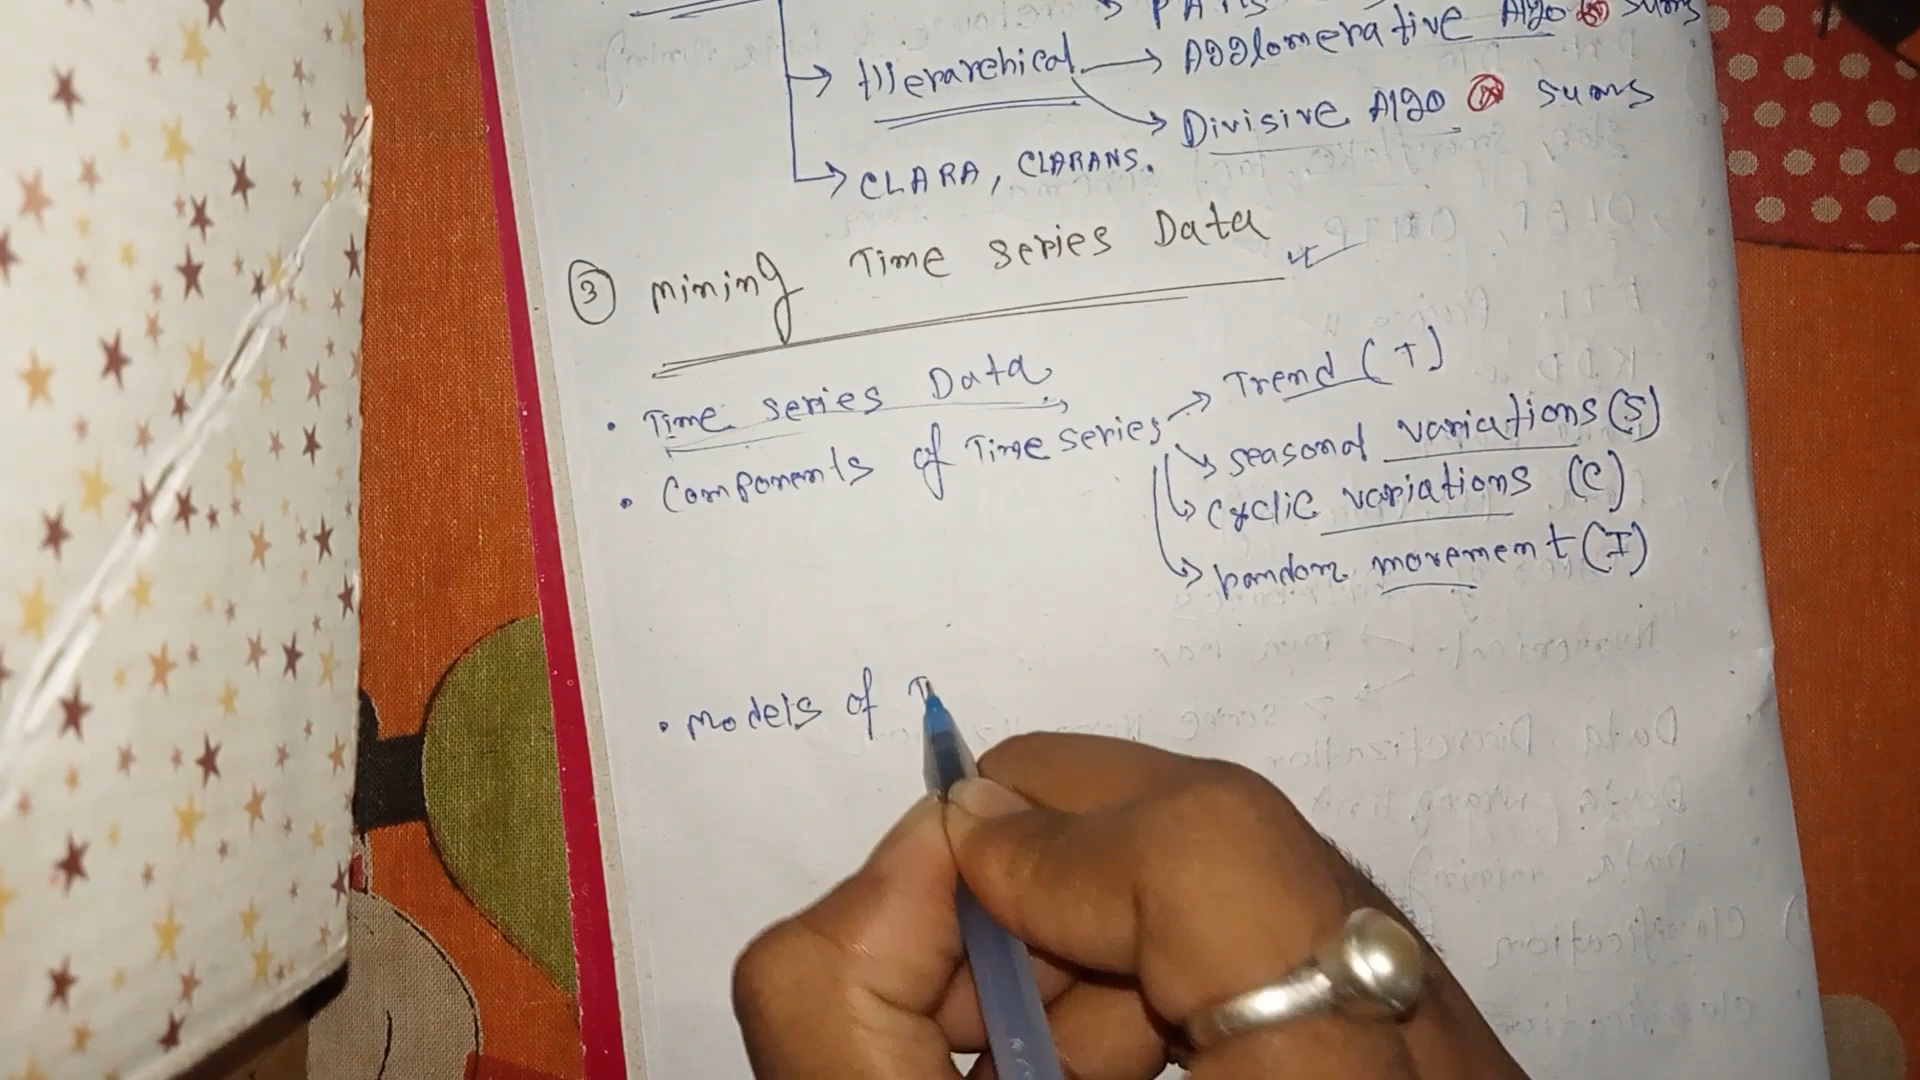 Hierarchical → Agglomerative Algo sums
→ Divisive Algo sums
→ CLARA, CLARANS.
③ Mining Time series Data
• Time series Data
• Components of Time series → Trend (T)
→ seasonal variations (S)
→ cyclic variations (C)
→ random movement (I)
• Models of T